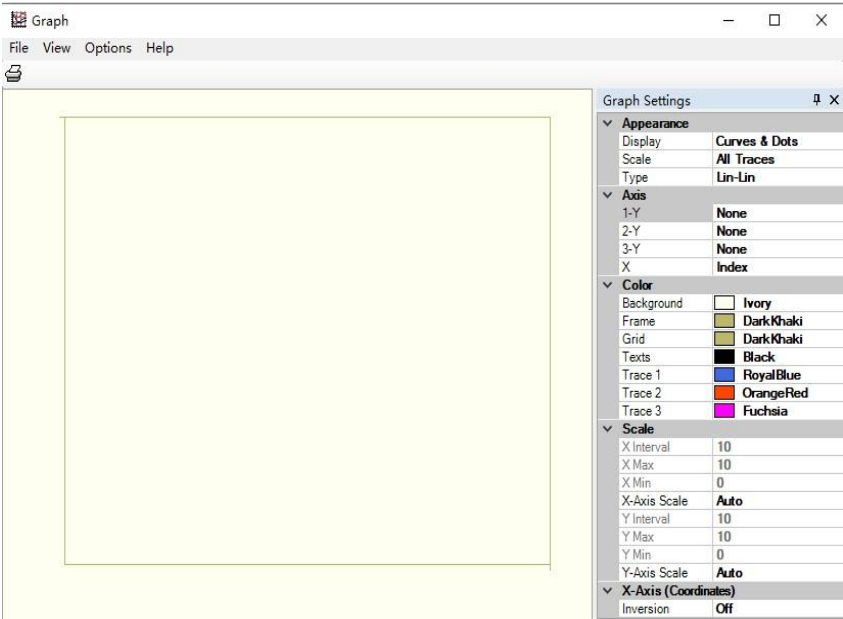 Graph
File View Options Help
Graph Settings
Appearance
Display Curves & Dots
Scale All Traces
Type Lin-Lin
Axis
1-Y None
2-Y None
3-Y None
X Index
Color
Background Ivory
Frame DarkKhaki
Grid DarkKhaki
Texts Black
Trace 1 RoyalBlue
Trace 2 OrangeRed
Trace 3 Fuchsia
Scale
X Interval 10
X Max 10
X Min 0
X-Axis Scale Auto
Y Interval 10
Y Max 10
Y Min 0
Y-Axis Scale Auto
X-Axis (Coordinates)
Inversion Off